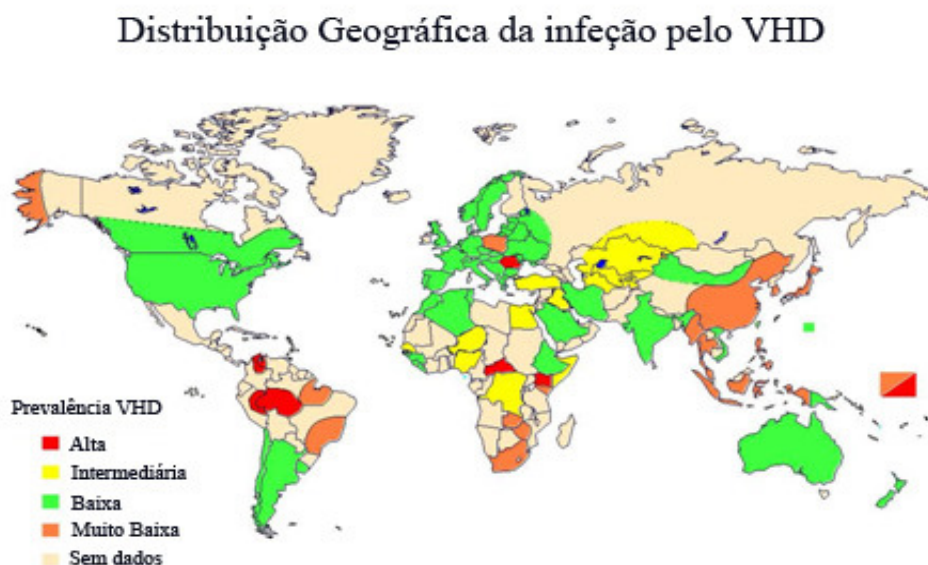 Distribuição Geográfica da infeção pelo VHD
Prevalência VHD
Alta
Intermediária
Baixa
Muito Baixa
Sem dados